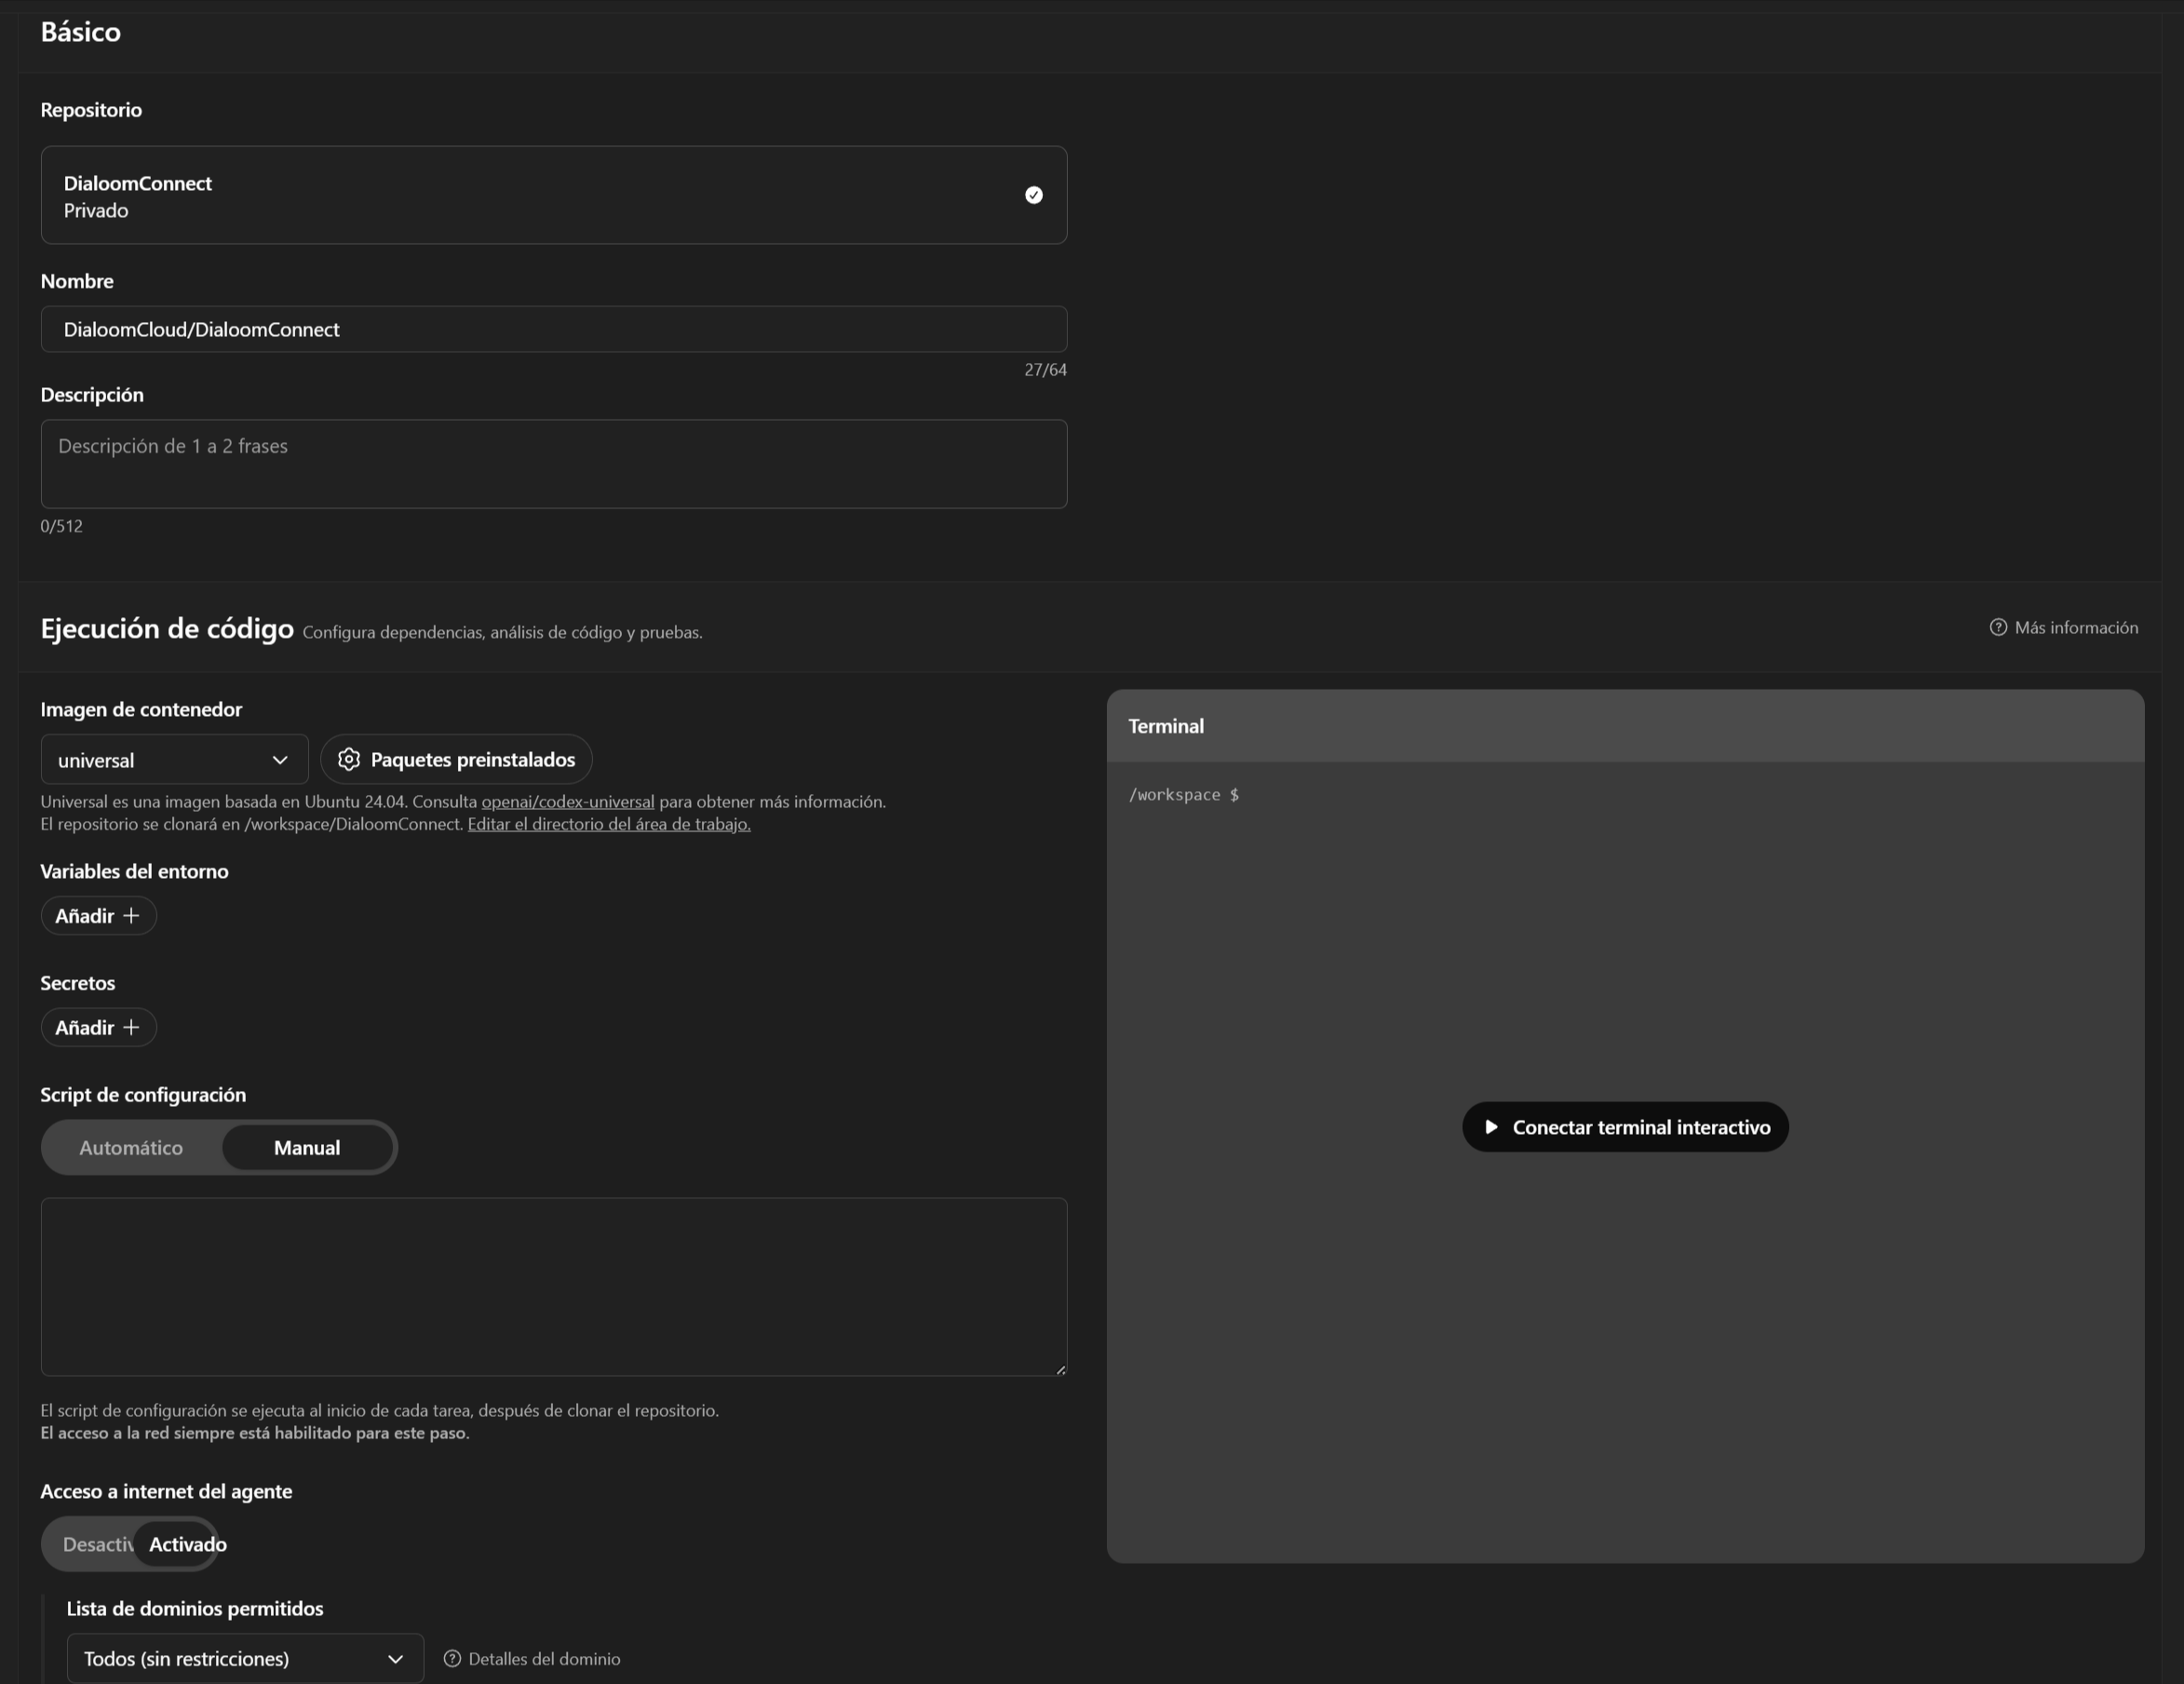 Básico
Repositorio
DialoomConnect
Privado
Nombre
DialoomCloud/DialoomConnect
27/64
Descripción
Descripción de 1 a 2 frases
0/512
Ejecución de código Configura dependencias, análisis de código y pruebas.
Más información
Imagen de contenedor
universal
Paquetes preinstalados
Universal es una imagen basada en Ubuntu 24.04. Consulta openai/codex-universal para obtener más información.
El repositorio se clonará en /workspace/DialoomConnect. Editar el directorio del área de trabajo.
Variables del entorno
Añadir +
Secretos
Añadir +
Script de configuración
Automático Manual
El script de configuración se ejecuta al inicio de cada tarea, después de clonar el repositorio.
El acceso a la red siempre está habilitado para este paso.
Acceso a internet del agente
Desactiv Activado
Lista de dominios permitidos
Todos (sin restricciones)
Detalles del dominio
Terminal
/workspace $
Conectar terminal interactivo